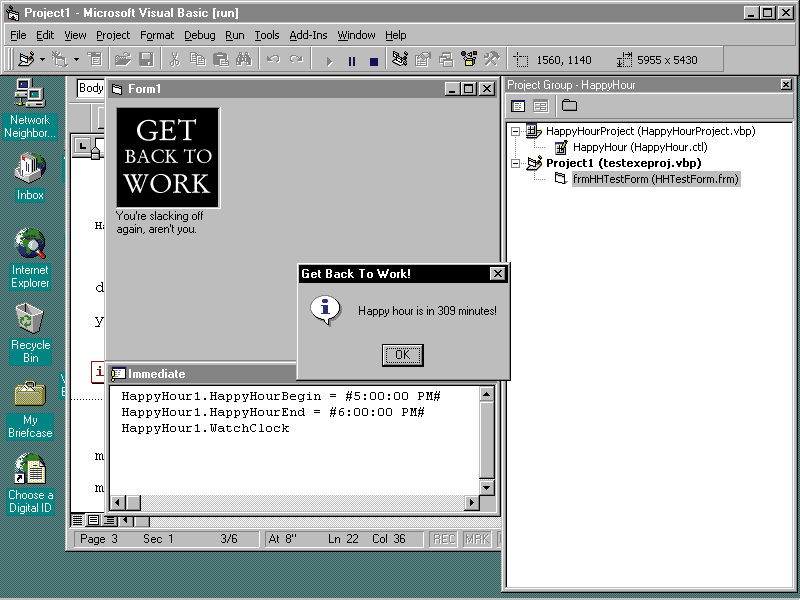 Project1 - Microsoft Visual Basic [run]
File Edit View Project Format Debug Run Tools Add-Ins Window Help
1560, 1140 5955 x 5430
Network
Neighbor...
Inbox
Internet
Explorer
Recycle
Bin
My
Briefcase
Choose a
Digital ID
Body
Form1
GET
BACK TO
WORK
You're slacking off
again, aren't you.
Get Back To Work!
Happy hour is in 309 minutes!
OK
Immediate
HappyHour1.HappyHourBegin = #5:00:00 PM#
HappyHour1.HappyHourEnd = #6:00:00 PM#
HappyHour1.WatchClock
Page 3 Sec 1 3/6 At 8" Ln 22 Col 36 REC MRK
Project Group - HappyHour
HappyHourProject (HappyHourProject.vbp)
HappyHour (HappyHour.ctl)
Project1 (testexeproj.vbp)
frmHHTestForm (HHTestForm.frm)